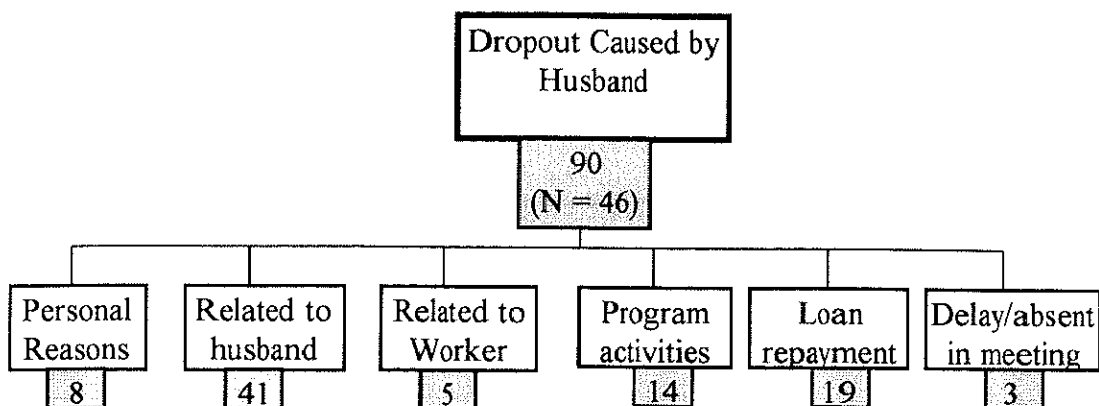 Dropout Caused by
Husband
90
(N = 46)
Personal
Reasons
8
Related to
husband
41
Related to
Worker
5
Program
activities
14
Loan
repayment
19
Delay/absent
in meeting
3